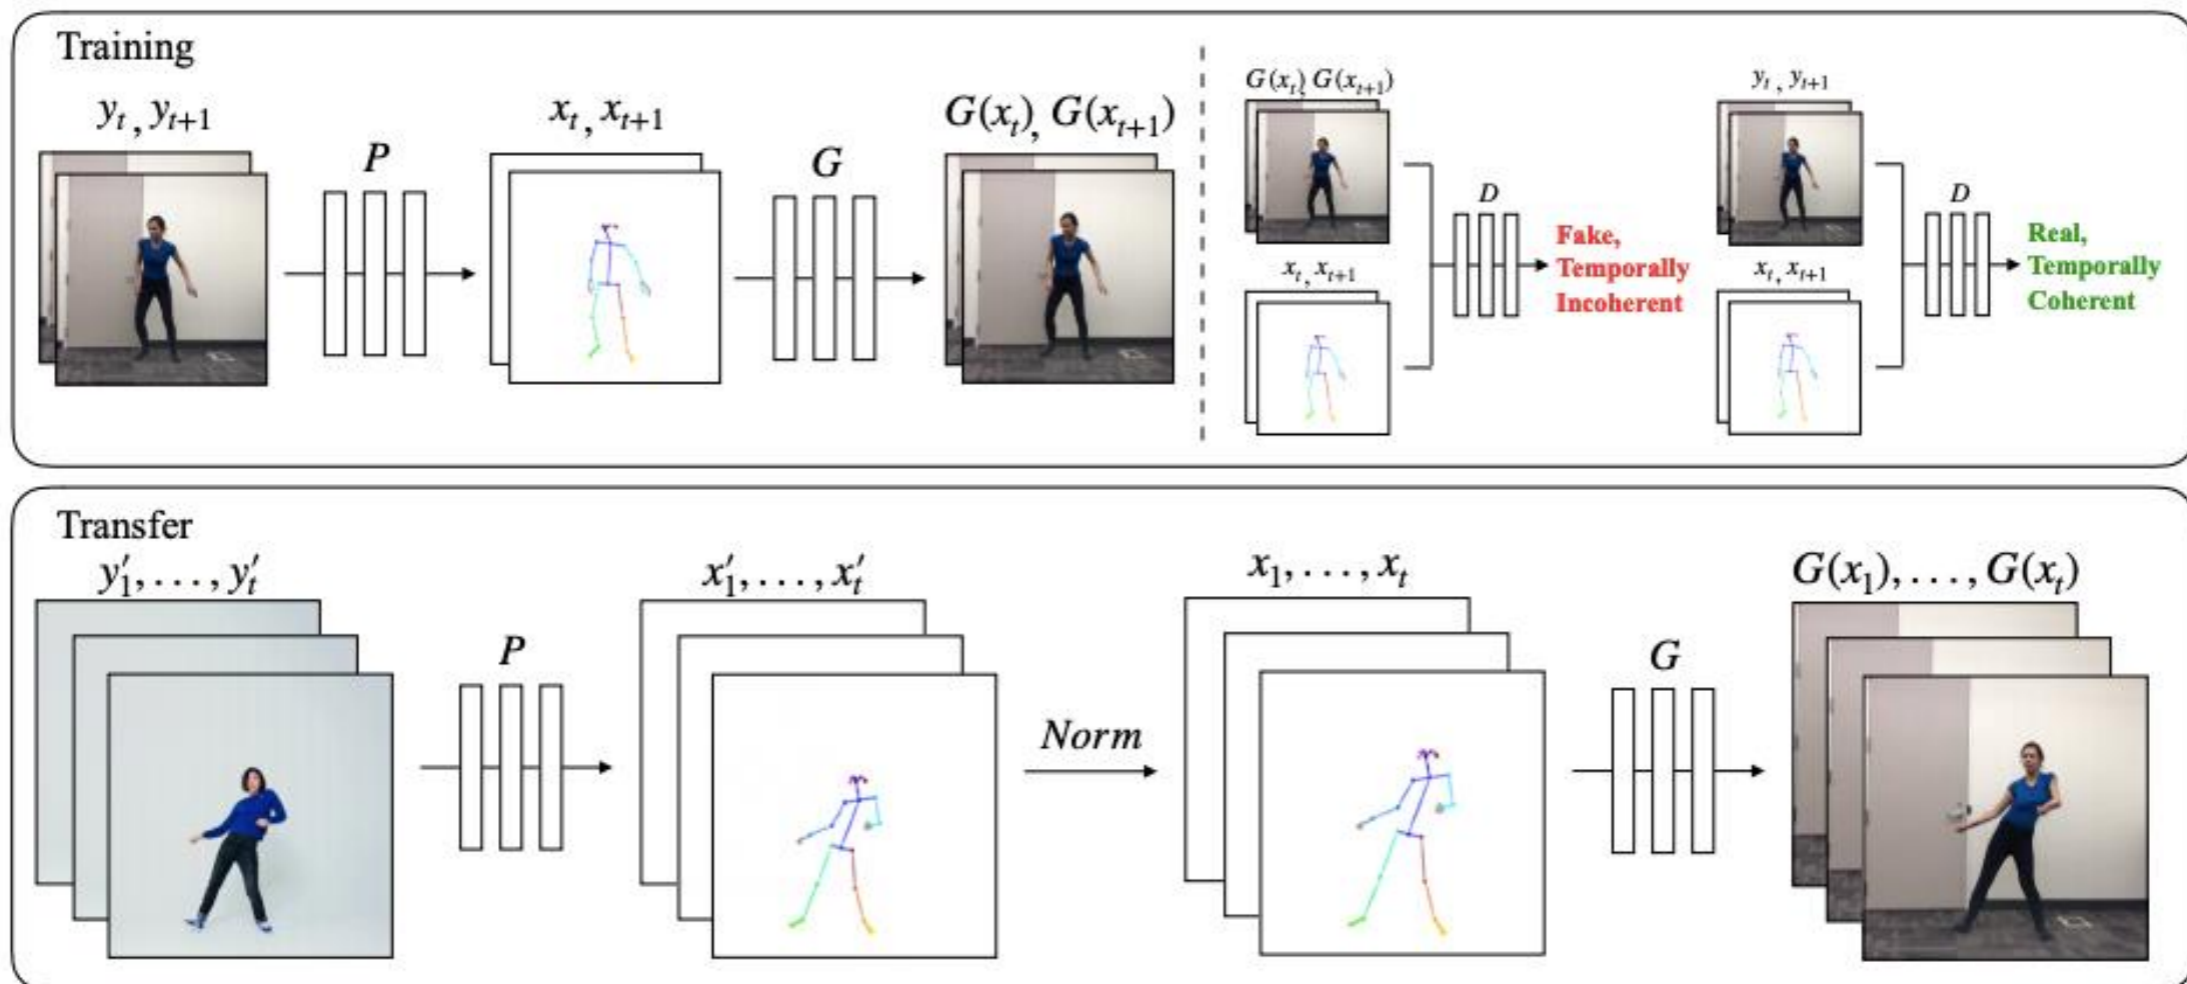 Training
y_t , y_{t+1}
P
x_t , x_{t+1}
G
G(x_t), G(x_{t+1})
G(x_t) G(x_{t+1})
x_t , x_{t+1}
D
Fake,
Temporally
Incoherent
y_t , y_{t+1}
x_t , x_{t+1}
D
Real,
Temporally
Coherent
Transfer
y′_1, . . . , y′_t
P
x′_1, . . . , x′_t
Norm
x_1, . . . , x_t
G
G(x_1), . . . , G(x_t)